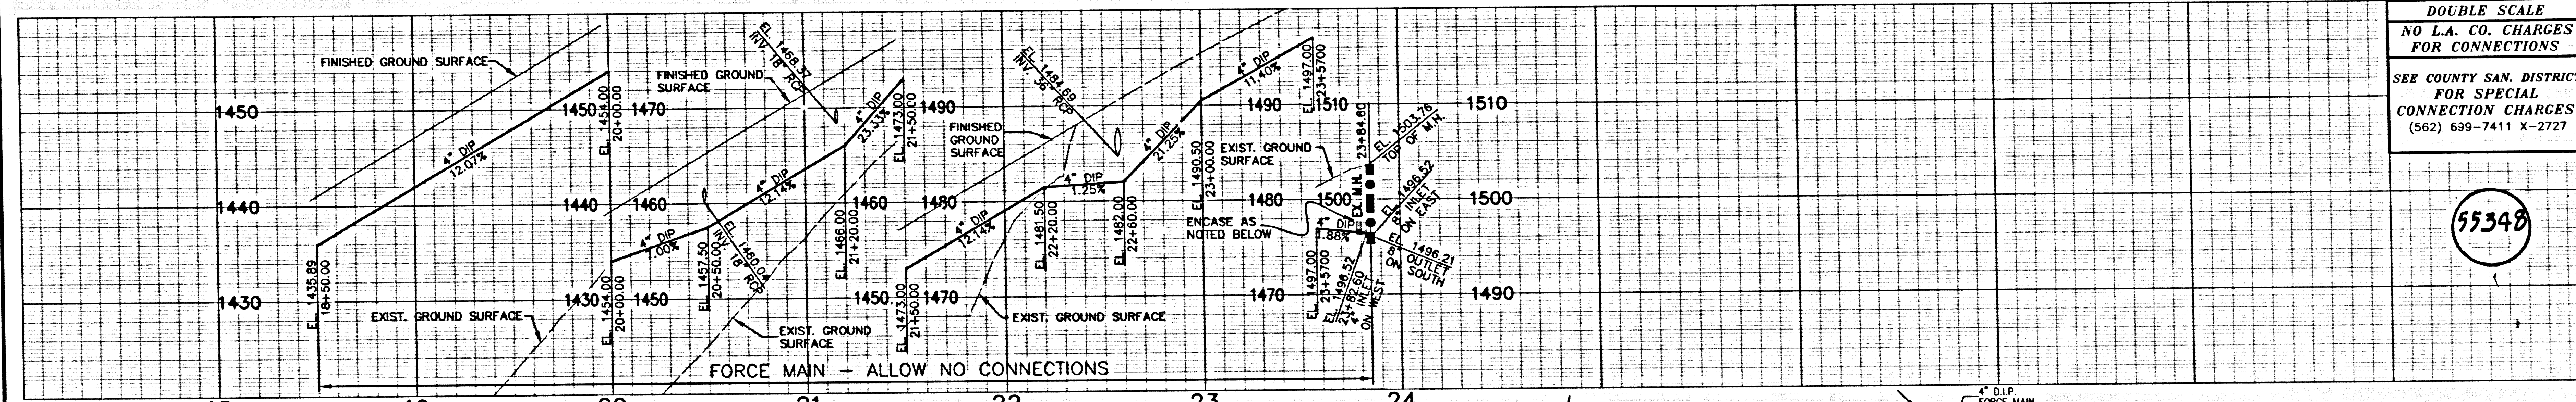 DOUBLE SCALE
NO L.A. CO. CHARGES
FOR CONNECTIONS
SEE COUNTY SAN. DISTRICT
FOR SPECIAL
CONNECTION CHARGES
(562) 699-7411 X-2727
55348
1450
1440
1430
FINISHED GROUND SURFACE
4" DIP
12.07%
EL. 1435.89
18+50.00
EXIST. GROUND SURFACE
1450
1440
1430
EL. 1454.00
20+00.00
1470
1460
1450
FINISHED GROUND
SURFACE
EL. 1468.37
INV. 18" RCP
EL. 1454.00
20+00.00
4" DIP
7.00%
EL. 1457.50
20+50.00
EL. 1460.04
INV. 18" RCP
4" DIP
12.14%
EL. 1466.00
21+20.00
4" DIP
23.33%
EL. 1473.00
21+50.00
EXIST. GROUND
SURFACE
1460
1450
1490
1480
1470
EL. 1473.00
21+50.00
FINISHED
GROUND
SURFACE
EL. 1484.69
INV. 36" RCP
4" DIP
12.14%
EL. 1481.50
22+20.00
4" DIP
1.25%
EL. 1482.00
22+60.00
4" DIP
21.25%
EL. 1490.50
23+00.00
4" DIP
11.40%
EL. 1497.00
23+5700
EXIST. GROUND SURFACE
1490
1480
1470
1510
1500
EXIST. GROUND
SURFACE
ENCASE AS
NOTED BELOW
4" DIP
1.88%
EL. 1497.00
23+5700
EL. 1496.52
23+82.60
4" INLET
ON WEST
EX. M.H.
23+84.60
EL. 1503.76
TOP OF M.H.
EL. 1496.52
8" INLET
ON EAST
EL. 1496.21
8" OUTLET
ON SOUTH
1510
1500
1490
FORCE MAIN - ALLOW NO CONNECTIONS
20
21
22
23
24
4" D.I.P.
FORCE MAIN